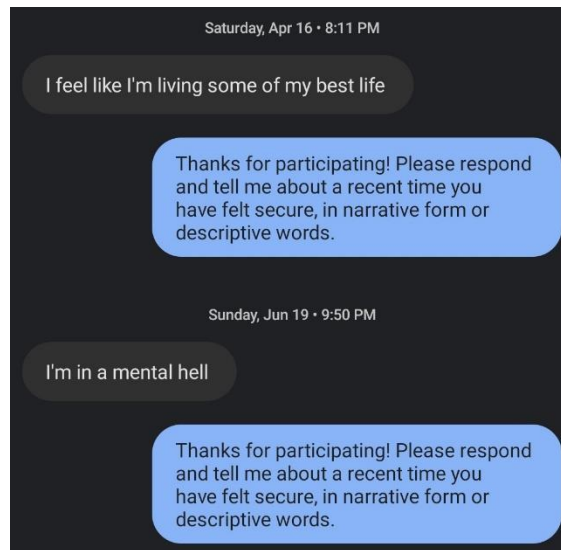 Saturday, Apr 16 • 8:11 PM
I feel like I'm living some of my best life
Thanks for participating! Please respond
and tell me about a recent time you
have felt secure, in narrative form or
descriptive words.
Sunday, Jun 19 • 9:50 PM
I'm in a mental hell
Thanks for participating! Please respond
and tell me about a recent time you
have felt secure, in narrative form or
descriptive words.